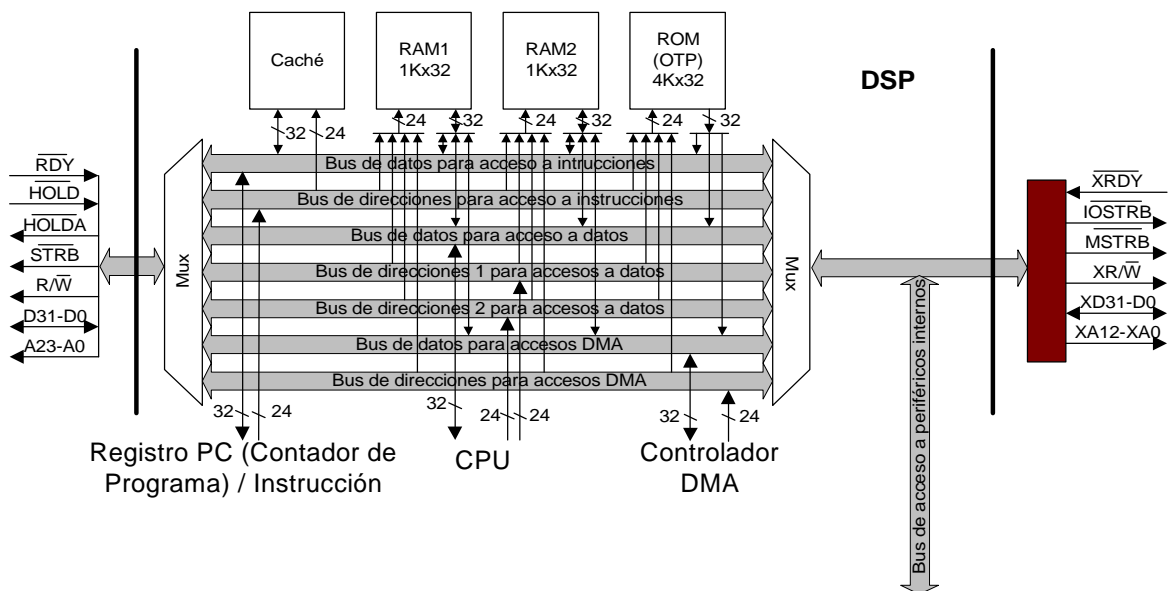 Caché
RAM1
1Kx32
RAM2
1Kx32
ROM
(OTP)
4Kx32
DSP
32
24
24
32
24
32
24
32
RDY
HOLD
HOLDA
STRB
R/W
D31-D0
A23-A0
Mux
Bus de datos para acceso a intrucciones
Bus de direcciones para acceso a instrucciones
Bus de datos para acceso a datos
Bus de direcciones 1 para accesos a datos
Bus de direcciones 2 para accesos a datos
Bus de datos para accesos DMA
Bus de direcciones para accesos DMA
Mux
XRDY
IOSTRB
MSTRB
XR/W
XD31-D0
XA12-XA0
32
24
32
24
24
32
24
Registro PC (Contador de
Programa) / Instrucción
CPU
Controlador
DMA
Bus de acceso a periféricos internos